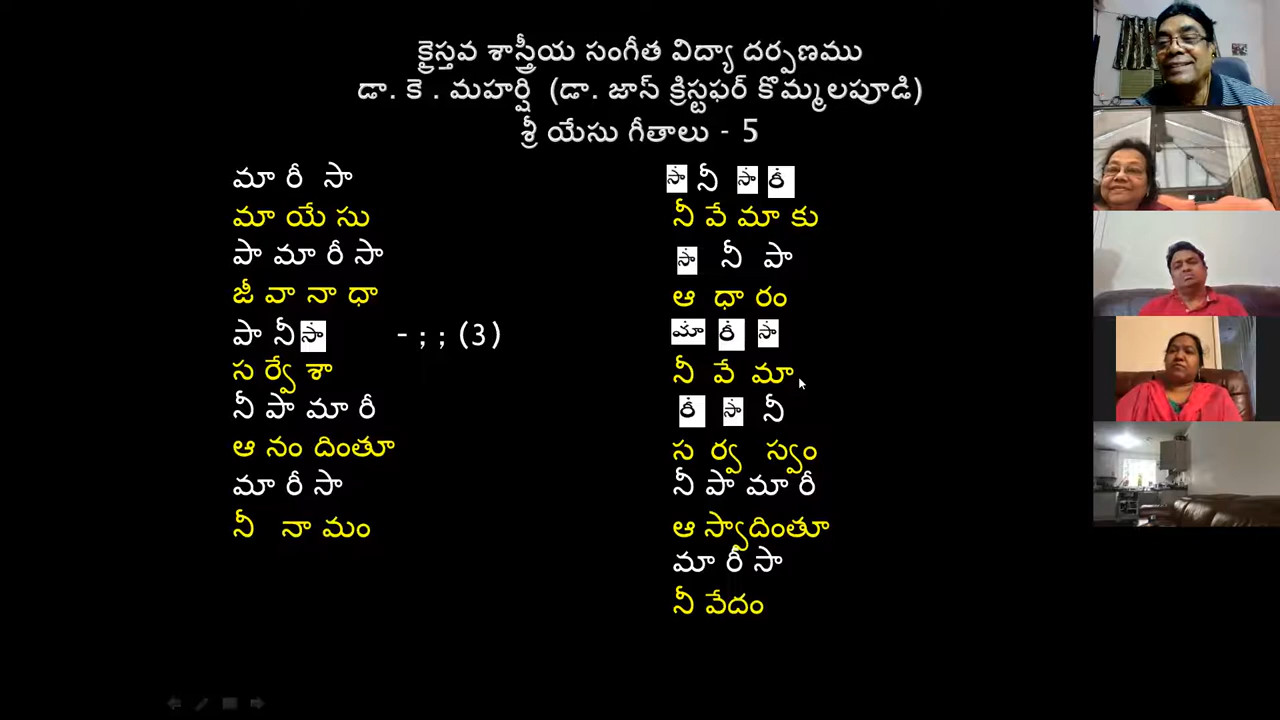 క్రైస్తవ శాస్త్రీయ సంగీత విద్యా దర్పణము
డా. కె . మహర్షి (డా. జాస్ క్రిస్టఫర్ కొమ్మలపూడి)
శ్రీ యేసు గీతాలు - 5
మా రీ సా
మా యే సు
పా మా రీ సా
జీ వా నా ధా
పా నీ సాં - ; ; (3)
స ర్వే శా
నీ పా మా రీ
ఆ నం దింతూ
మా రీ సా
నీ నా మం
సాં నీ సాં రీં
నీ వే మా కు
సాં నీ పా
ఆ ధా రం
మాં రీં సాં
నీ వే మా
రీં సాં నీ
స ర్వ స్వం
నీ పా మా రీ
ఆ స్వాదింతూ
మా రీ సా
నీ వేదం